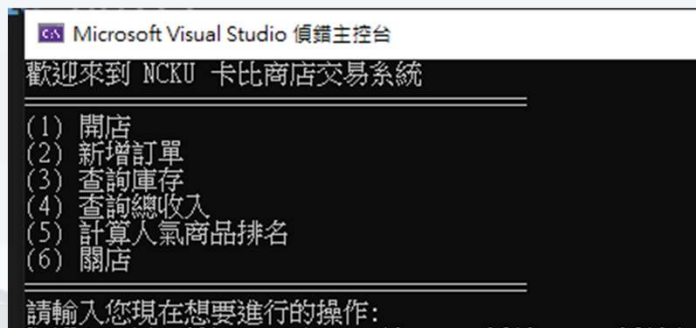 Microsoft Visual Studio 偵錯主控台
歡迎來到 NCKU 卡比商店交易系統
(1) 開店
(2) 新增訂單
(3) 查詢庫存
(4) 查詢總收入
(5) 計算人氣商品排名
(6) 關店
請輸入您現在想要進行的操作: